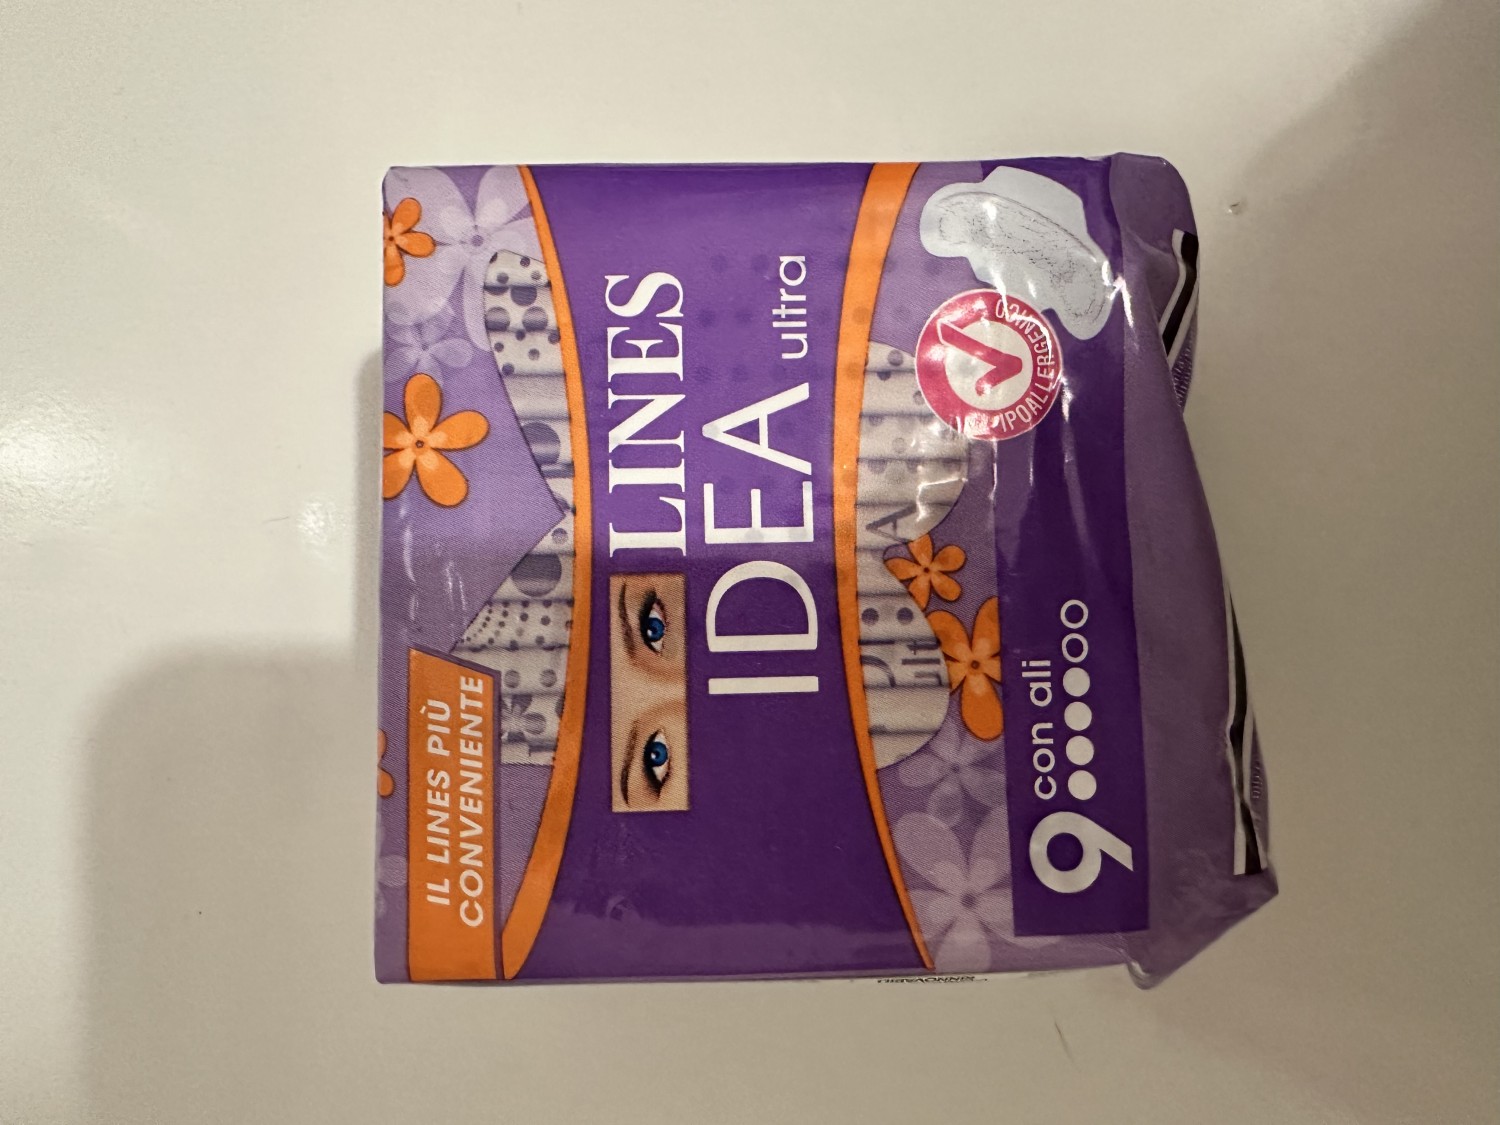 IL LINES PIÙ
CONVENIENTE
LINES
IDEA ultra
IPOALLERGENICO
con ali
9